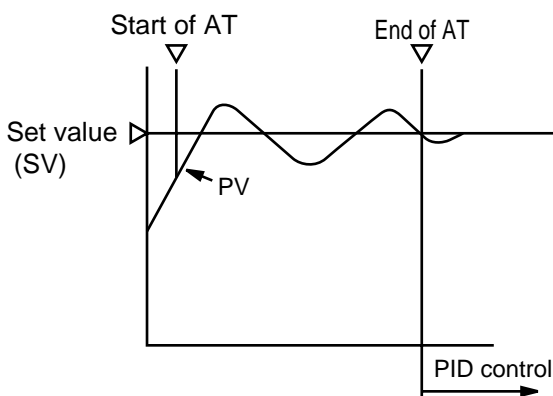 Start of AT
End of AT
Set value
(SV)
PV
PID control